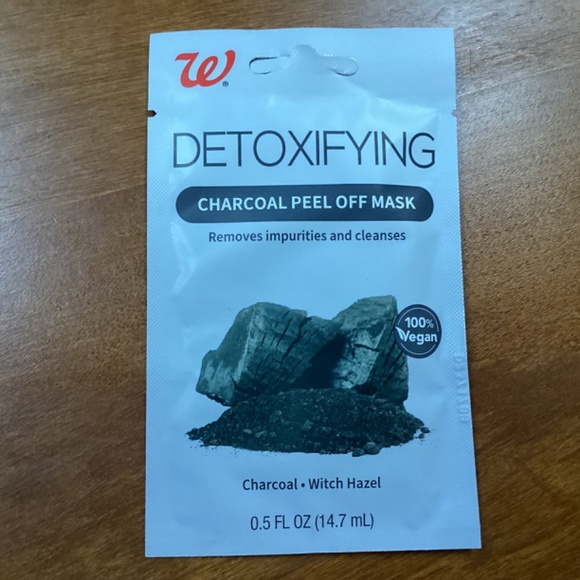 W®
DETOXIFYING
CHARCOAL PEEL OFF MASK
Removes impurities and cleanses
100%
Vegan
Charcoal • Witch Hazel
0.5 FL OZ (14.7 mL)